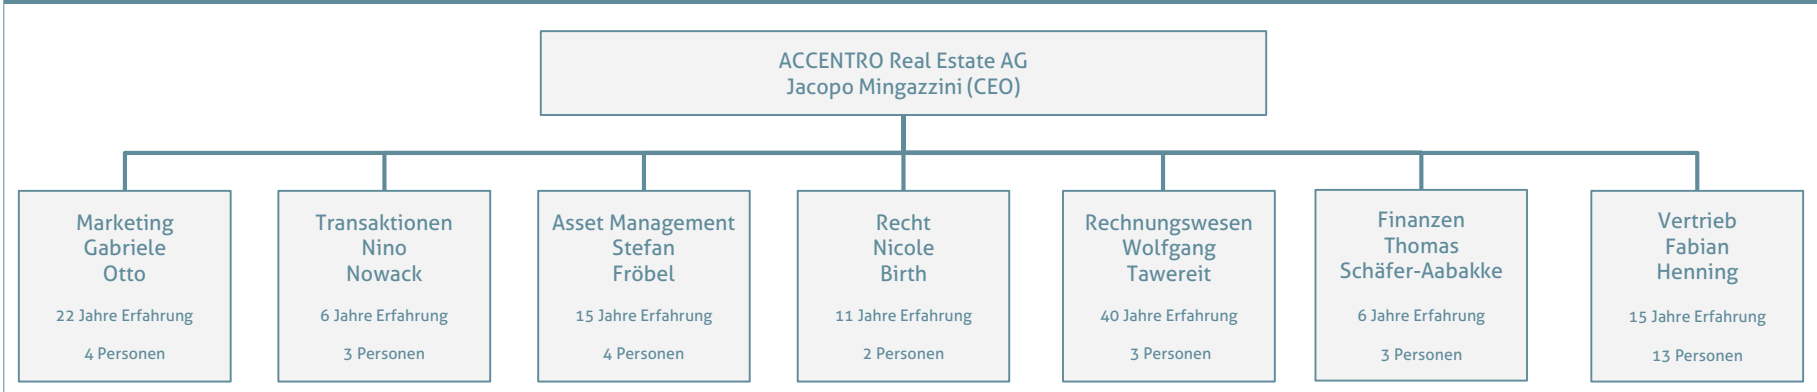 ACCENTRO Real Estate AG
Jacopo Mingazzini (CEO)
Marketing
Gabriele
Otto
22 Jahre Erfahrung
4 Personen
Transaktionen
Nino
Nowack
6 Jahre Erfahrung
3 Personen
Asset Management
Stefan
Fröbel
15 Jahre Erfahrung
4 Personen
Recht
Nicole
Birth
11 Jahre Erfahrung
2 Personen
Rechnungswesen
Wolfgang
Tawereit
40 Jahre Erfahrung
3 Personen
Finanzen
Thomas
Schäfer-Aabakke
6 Jahre Erfahrung
3 Personen
Vertrieb
Fabian
Henning
15 Jahre Erfahrung
13 Personen